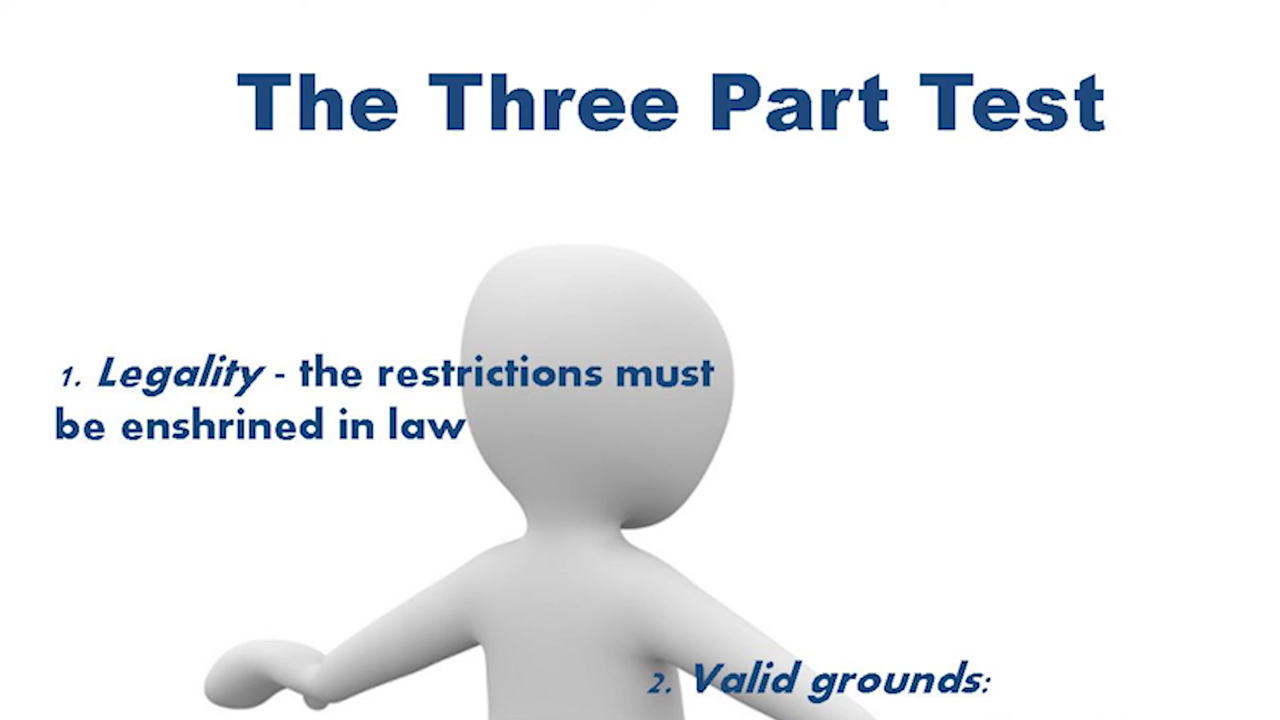 The Three Part Test
1. Legality - the restrictions must
be enshrined in law
2. Valid grounds: